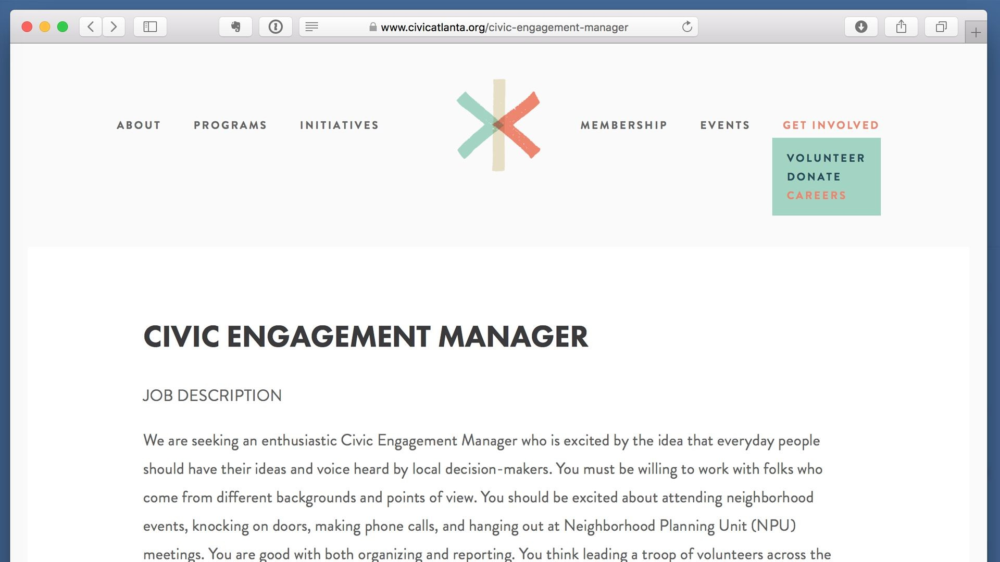 www.civicatlanta.org/civic-engagement-manager
ABOUT PROGRAMS INITIATIVES MEMBERSHIP EVENTS GET INVOLVED
VOLUNTEER
DONATE
CAREERS
CIVIC ENGAGEMENT MANAGER
JOB DESCRIPTION
We are seeking an enthusiastic Civic Engagement Manager who is excited by the idea that everyday people
should have their ideas and voice heard by local decision-makers. You must be willing to work with folks who
come from different backgrounds and points of view. You should be excited about attending neighborhood
events, knocking on doors, making phone calls, and hanging out at Neighborhood Planning Unit (NPU)
meetings. You are good with both organizing and reporting. You think leading a troop of volunteers across the